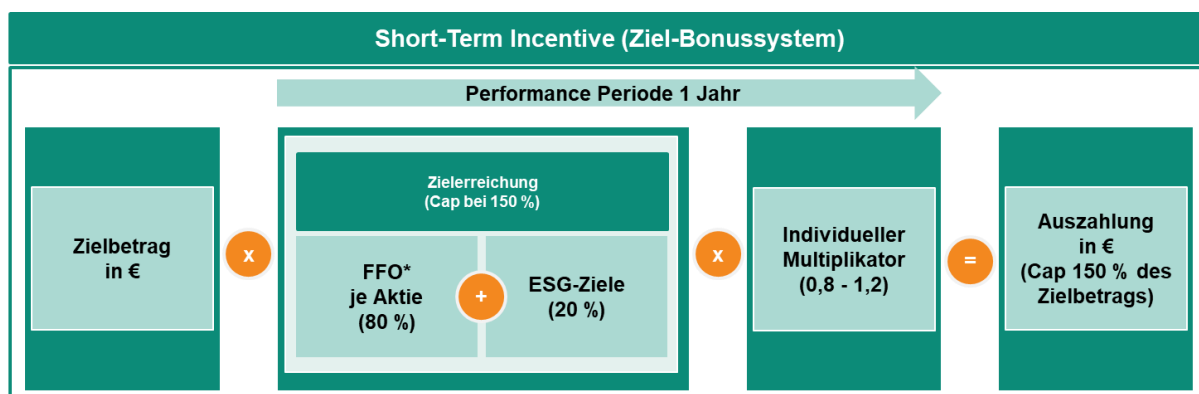 Short-Term Incentive (Ziel-Bonussystem)
Performance Periode 1 Jahr
Zielbetrag
in €
x
Zielerreichung
(Cap bei 150 %)
FFO*
je Aktie
(80 %)
+
ESG-Ziele
(20 %)
x
Individueller
Multiplikator
(0,8 - 1,2)
=
Auszahlung
in €
(Cap 150 % des
Zielbetrags)